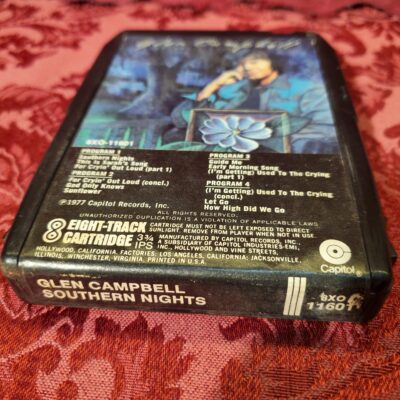 Glen Campbell
8XO-11601
PROGRAM 1
Southern Nights
This Is Sarah's Song
For Cryin' Out Loud (part 1)
PROGRAM 2
For Cryin' Out Loud (concl.)
God Only Knows
Sunflower
PROGRAM 3
Guide Me
Early Morning Song
(I'm Getting) Used To The Crying
(part 1)
PROGRAM 4
(I'm Getting) Used To The Crying
(concl.)
Let Go
How High Did We Go
℗1977 Capitol Records, Inc.
ALL RIGHTS RESERVED.
UNAUTHORIZED DUPLICATION IS A VIOLATION OF APPLICABLE LAWS
8 EIGHT-TRACK
CARTRIDGE 3¾ IPS
CARTRIDGE MUST NOT BE LEFT EXPOSED TO DIRECT
SUNLIGHT. REMOVE FROM PLAYER WHEN NOT IN USE
MANUFACTURED BY CAPITOL RECORDS, INC.,
A SUBSIDIARY OF CAPITOL INDUSTRIES-EMI,
INC., HOLLYWOOD AND VINE STREETS,
HOLLYWOOD, CALIFORNIA. FACTORIES: LOS ANGELES, CALIFORNIA; JACKSONVILLE,
ILLINOIS; WINCHESTER, VIRGINIA. PRINTED IN U.S.A.
Capitol
GLEN CAMPBELL
SOUTHERN NIGHTS
8XO
11601